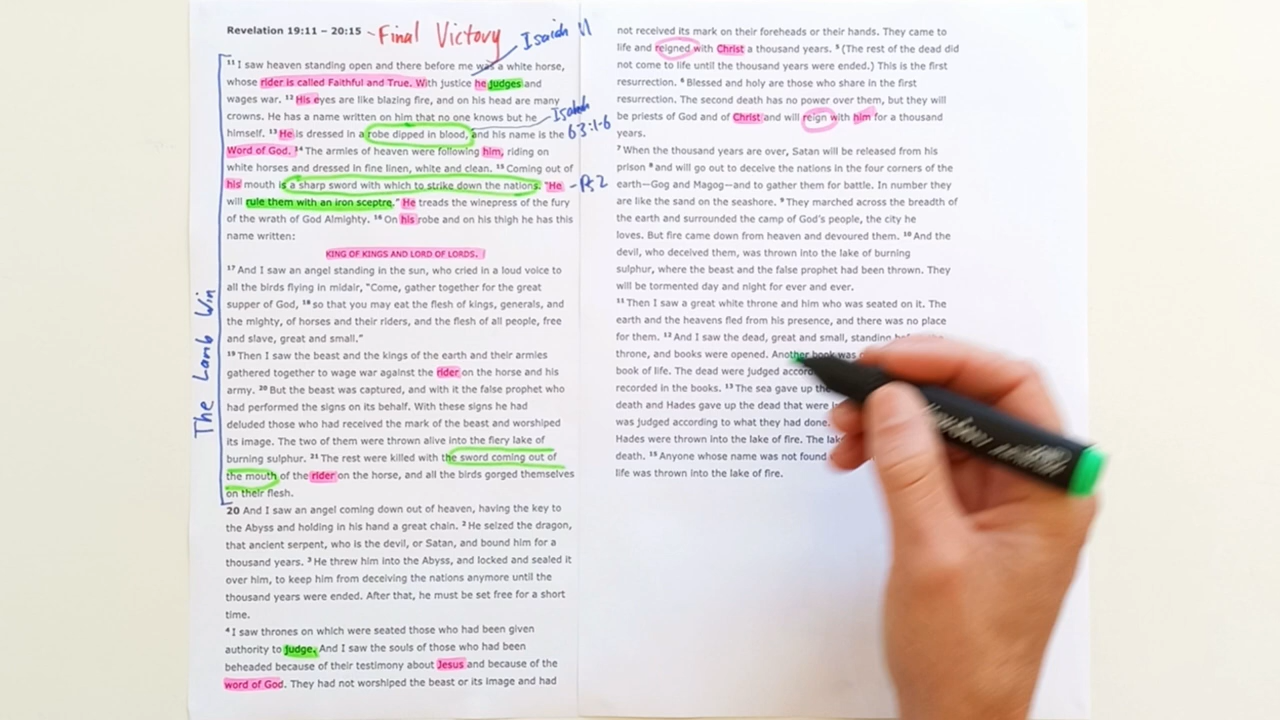 Revelation 19:11 – 20:15 ~ Final Victory
Isaiah 11
11 I saw heaven standing open and there before me was a white horse,
whose rider is called Faithful and True. With justice he judges and
wages war. 12 His eyes are like blazing fire, and on his head are many
crowns. He has a name written on him that no one knows but he
Isaiah
63:1-6
himself. 13 He is dressed in a robe dipped in blood, and his name is the
Word of God. 14 The armies of heaven were following him, riding on
white horses and dressed in fine linen, white and clean. 15 Coming out of
his mouth is a sharp sword with which to strike down the nations. "He
- Ps 2
will rule them with an iron sceptre." He treads the winepress of the fury
of the wrath of God Almighty. 16 On his robe and on his thigh he has this
name written:
KING OF KINGS AND LORD OF LORDS.
The Lamb Win
17 And I saw an angel standing in the sun, who cried in a loud voice to
all the birds flying in midair, "Come, gather together for the great
supper of God, 18 so that you may eat the flesh of kings, generals, and
the mighty, of horses and their riders, and the flesh of all people, free
and slave, great and small."
19 Then I saw the beast and the kings of the earth and their armies
gathered together to wage war against the rider on the horse and his
army. 20 But the beast was captured, and with it the false prophet who
had performed the signs on its behalf. With these signs he had
deluded those who had received the mark of the beast and worshiped
its image. The two of them were thrown alive into the fiery lake of
burning sulphur. 21 The rest were killed with the sword coming out of
the mouth of the rider on the horse, and all the birds gorged themselves
on their flesh.
20 And I saw an angel coming down out of heaven, having the key to
the Abyss and holding in his hand a great chain. 2 He seized the dragon,
that ancient serpent, who is the devil, or Satan, and bound him for a
thousand years. 3 He threw him into the Abyss, and locked and sealed it
over him, to keep him from deceiving the nations anymore until the
thousand years were ended. After that, he must be set free for a short
time.
4 I saw thrones on which were seated those who had been given
authority to judge. And I saw the souls of those who had been
beheaded because of their testimony about Jesus and because of the
word of God. They had not worshiped the beast or its image and had
not received its mark on their foreheads or their hands. They came to
life and reigned with Christ a thousand years. 5 (The rest of the dead did
not come to life until the thousand years were ended.) This is the first
resurrection. 6 Blessed and holy are those who share in the first
resurrection. The second death has no power over them, but they will
be priests of God and of Christ and will reign with him for a thousand
years.
7 When the thousand years are over, Satan will be released from his
prison 8 and will go out to deceive the nations in the four corners of the
earth—Gog and Magog—and to gather them for battle. In number they
are like the sand on the seashore. 9 They marched across the breadth of
the earth and surrounded the camp of God's people, the city he
loves. But fire came down from heaven and devoured them. 10 And the
devil, who deceived them, was thrown into the lake of burning
sulphur, where the beast and the false prophet had been thrown. They
will be tormented day and night for ever and ever.
11 Then I saw a great white throne and him who was seated on it. The
earth and the heavens fled from his presence, and there was no place
for them. 12 And I saw the dead, great and small, standing
throne, and books were opened. Another book was
book of life. The dead were judged
recorded in the books. 13 The sea gave up the
death and Hades gave up the dead that were
was judged according to what they had done.
Hades were thrown into the lake of fire. The
death. 15 Anyone whose name was not found
life was thrown into the lake of fire.